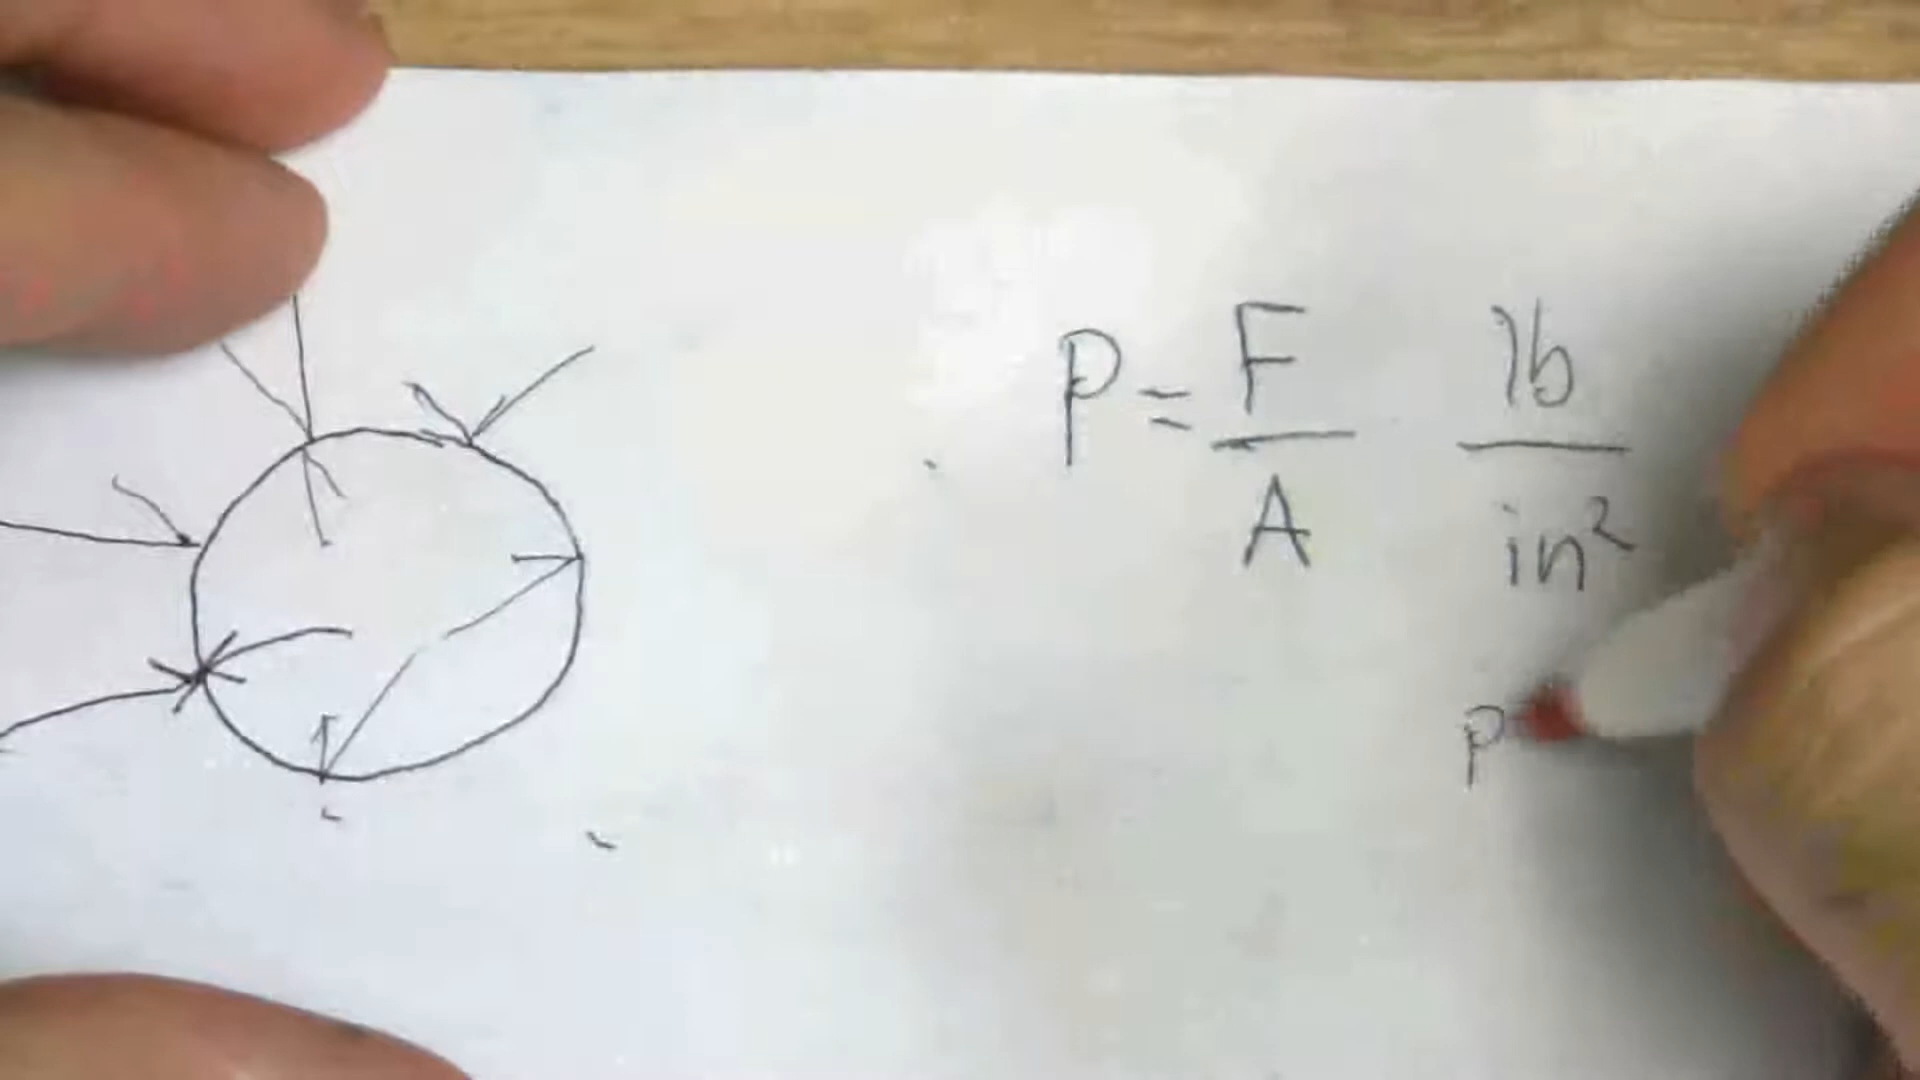 P = F/A lb/in²
p